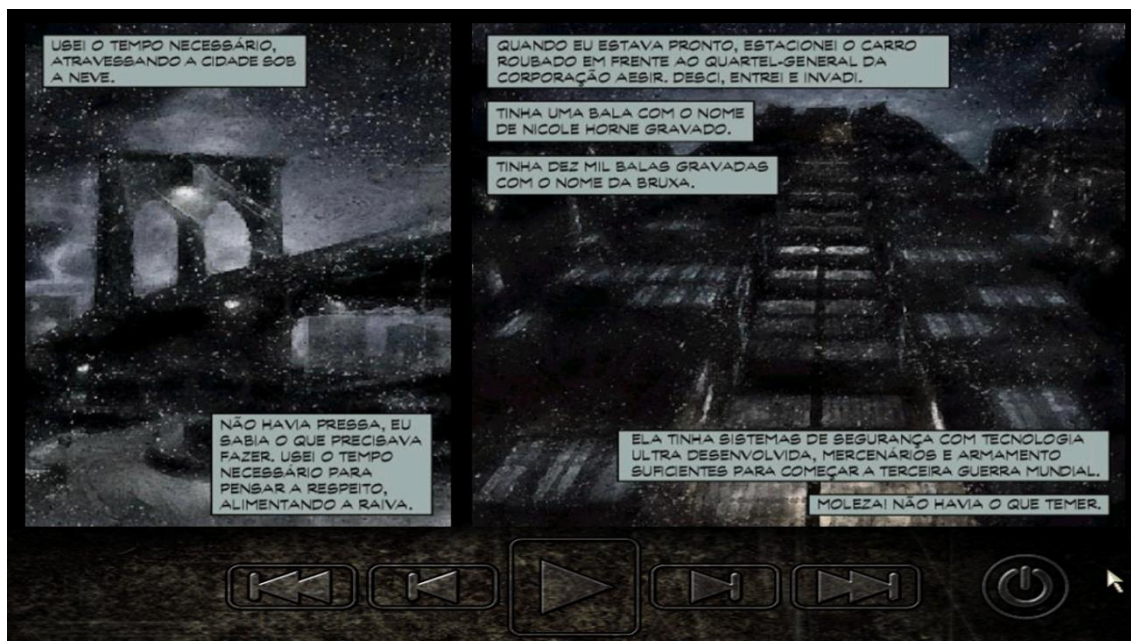 USEI O TEMPO NECESSÁRIO,
ATRAVESSANDO A CIDADE SOB
A NEVE.
NÃO HAVIA PRESSA, EU
SABIA O QUE PRECISAVA
FAZER. USEI O TEMPO
NECESSÁRIO PARA
PENSAR A RESPEITO,
ALIMENTANDO A RAIVA.
QUANDO EU ESTAVA PRONTO, ESTACIONEI O CARRO
ROUBADO EM FRENTE AO QUARTEL-GENERAL DA
CORPORAÇÃO AESIR. DESCI, ENTREI E INVADI.
TINHA UMA BALA COM O NOME
DE NICOLE HORNE GRAVADO.
TINHA DEZ MIL BALAS GRAVADAS
COM O NOME DA BRUXA.
ELA TINHA SISTEMAS DE SEGURANÇA COM TECNOLOGIA
ULTRA DESENVOLVIDA, MERCENÁRIOS E ARMAMENTO
SUFICIENTES PARA COMEÇAR A TERCEIRA GUERRA MUNDIAL.
MOLEZA! NÃO HAVIA O QUE TEMER.